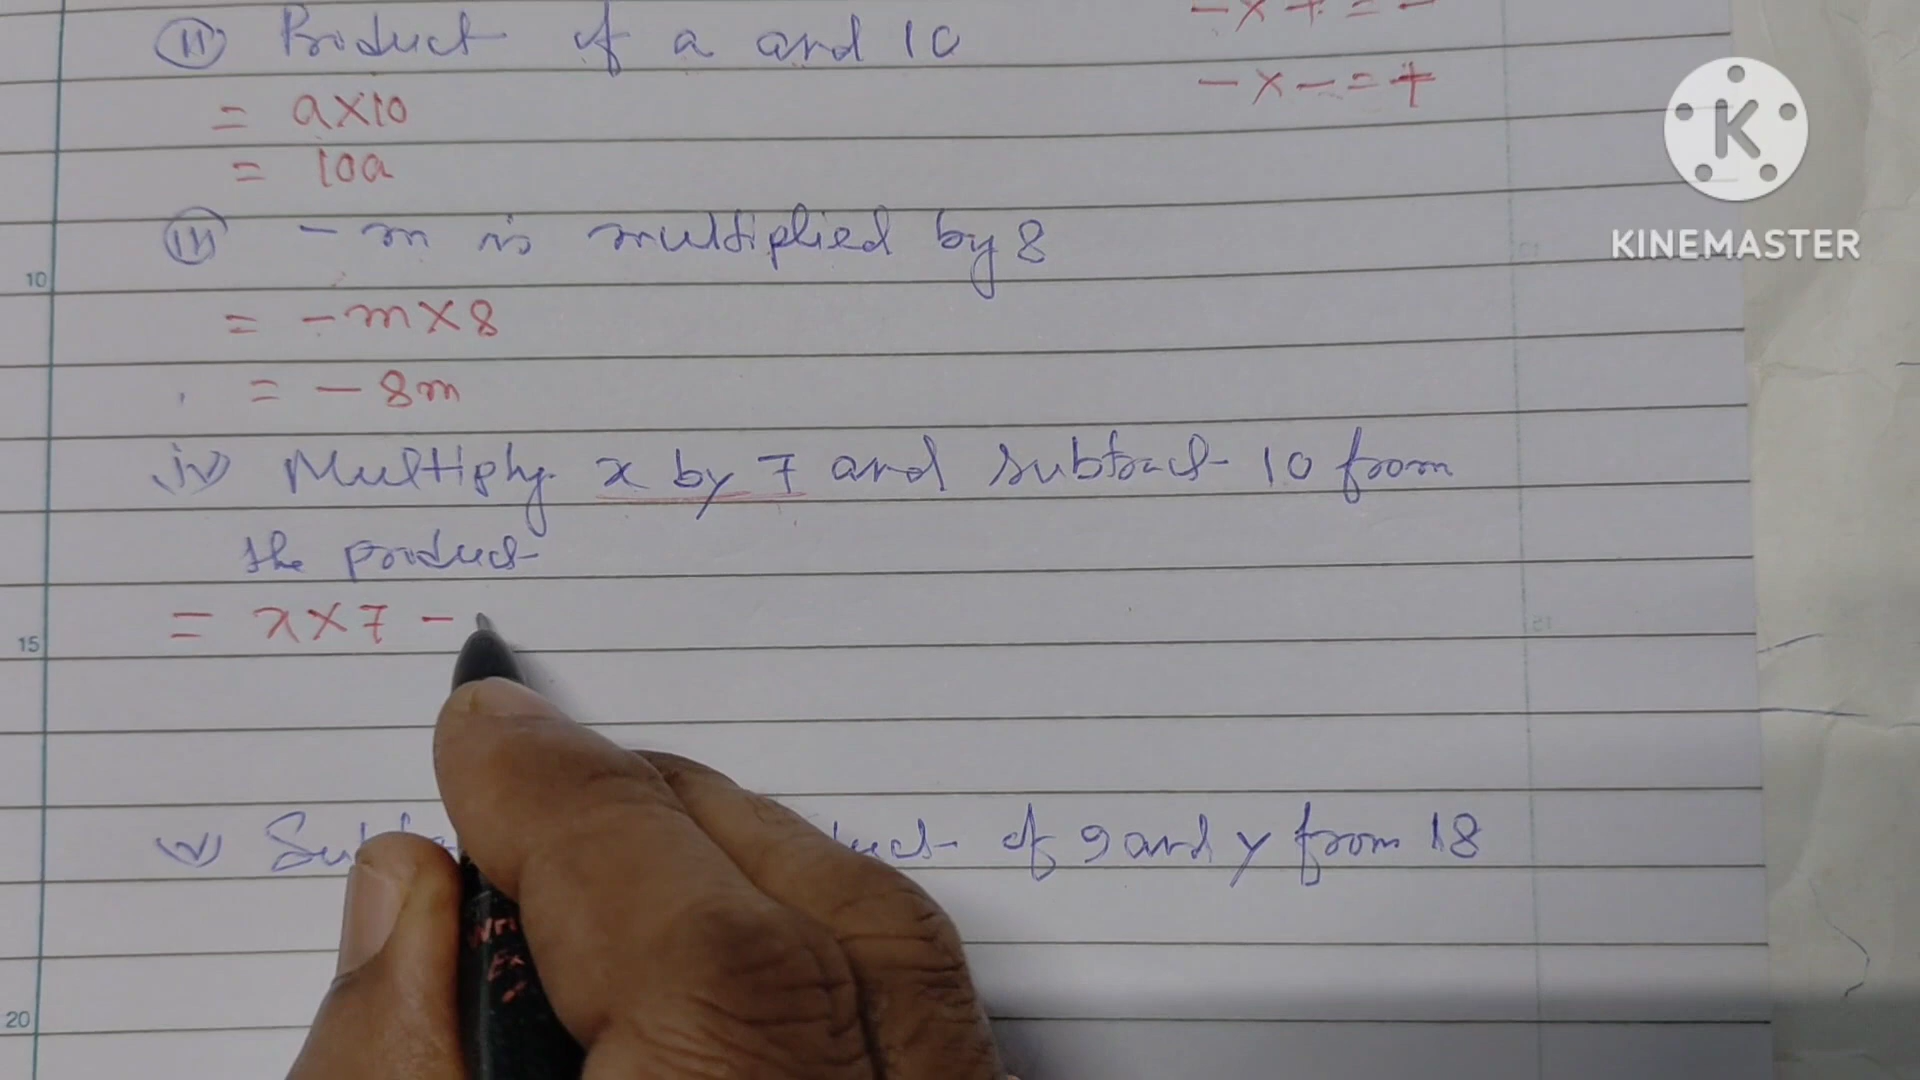 (ii) Product of a and 10
- x + = -
= a x 10
- x - = +
= 10a
K
KINEMASTER
(iii) - m is multiplied by 8
10
= - m x 8
= - 8m
iv) Multiply x by 7 and subtract 10 from
the product
= x x 7 -
15
v) of 9 and y from 18
20